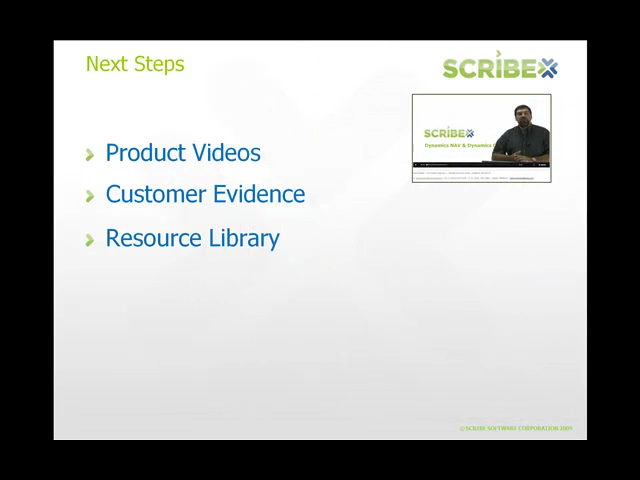 Next Steps
SCRIBE
SCRIBE
Dynamics NAV & Dynamics
Product Videos
Customer Evidence
Resource Library
© SCRIBE SOFTWARE CORPORATION 2009